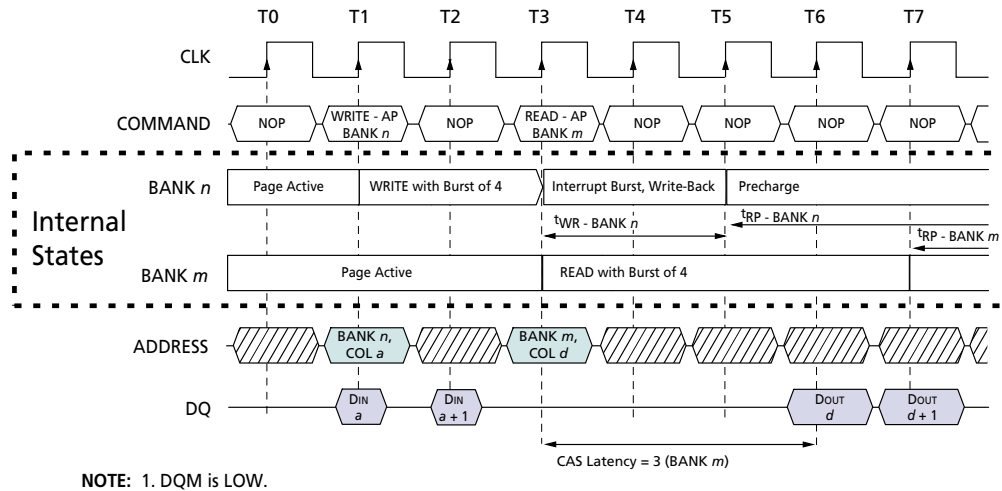 T0 T1 T2 T3 T4 T5 T6 T7
CLK
COMMAND NOP WRITE - AP BANK n NOP READ - AP BANK m NOP NOP NOP NOP
Internal States
BANK n Page Active WRITE with Burst of 4 Interrupt Burst, Write-Back Precharge
tWR - BANK n tRP - BANK n
tRP - BANK m
BANK m Page Active READ with Burst of 4
ADDRESS BANK n, COL a BANK m, COL d
DQ DIN a DIN a + 1 DOUT d DOUT d + 1
CAS Latency = 3 (BANK m)
NOTE: 1. DQM is LOW.